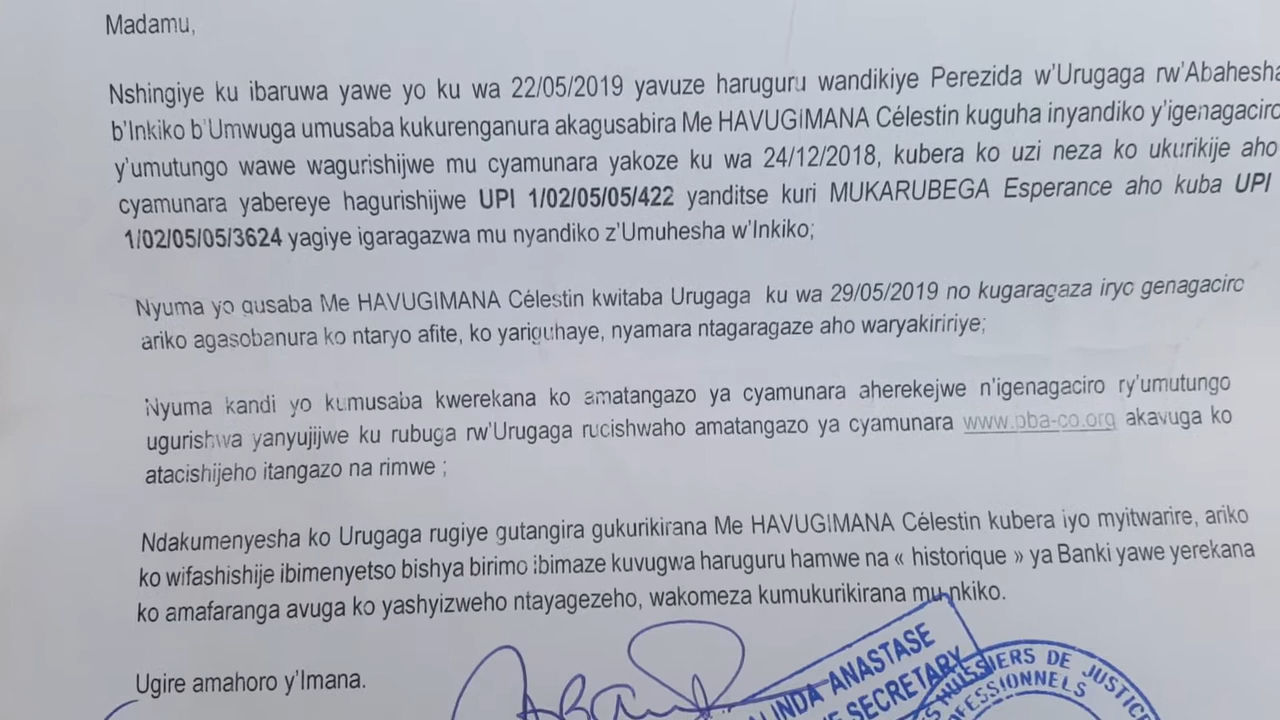 Madamu,
Nshingiye ku ibaruwa yawe yo ku wa 22/05/2019 yavuze haruguru wandikiye Perezida w'Urugaga rw'Abahesha
b'Inkiko b'Umwuga umusaba kukurenganura akagusabira Me HAVUGIMANA Célestin kuguha inyandiko y'igenagaciro
y'umutungo wawe wagurishijwe mu cyamunara yakoze ku wa 24/12/2018, kubera ko uzi neza ko ukurikije aho
cyamunara yabereye hagurishijwe UPI 1/02/05/05/422 yanditse kuri MUKARUBEGA Esperance aho kuba UPI
1/02/05/05/3624 yagiye igaragazwa mu nyandiko z'Umuhesha w'Inkiko;
Nyuma yo gusaba Me HAVUGIMANA Célestin kwitaba Urugaga ku wa 29/05/2019 no kugaragaza iryo genagaciro
ariko agasobanura ko ntaryo afite, ko yariguhaye, nyamara ntagaragaze aho waryakiririye;
Nyuma kandi yo kumusaba kwerekana ko amatangazo ya cyamunara aherekejwe n'igenagaciro ry'umutungo
ugurishwa yanyujijwe ku rubuga rw'Urugaga rucishwaho amatangazo ya cyamunara www.pba-co.org akavuga ko
atacishijeho itangazo na rimwe ;
Ndakumenyesha ko Urugaga rugiye gutangira gukurikirana Me HAVUGIMANA Célestin kubera iyo myitwarire, ariko
ko wifashishije ibimenyetso bishya birimo ibimaze kuvugwa haruguru hamwe na « historique » ya Banki yawe yerekana
ko amafaranga avuga ko yashyizweho ntayagezeho, wakomeza kumukurikirana mu nkiko.
Ugire amahoro y'Imana.
ANASTASE
SECRETARY
HUISSIERS DE JUSTICE